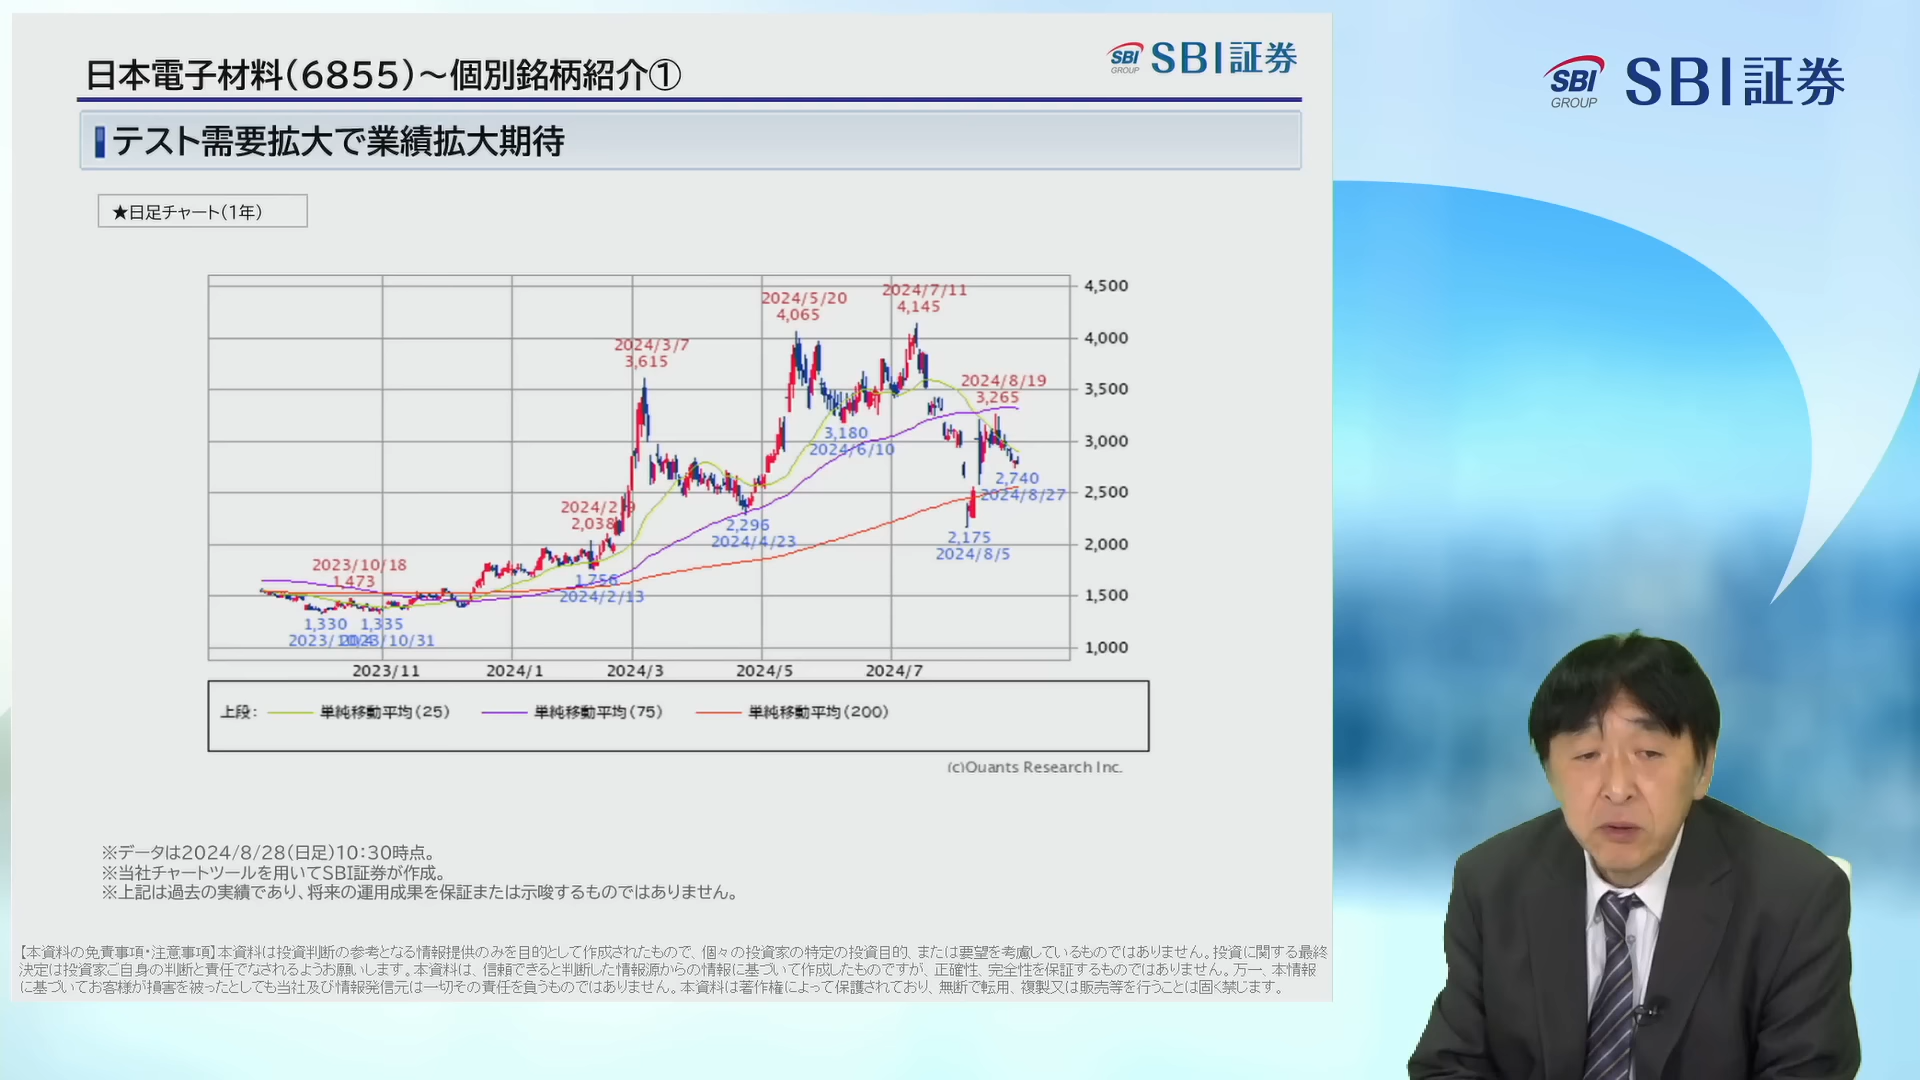 日本電子材料(6855)～個別銘柄紹介①
SBI GROUP SBI証券
SBI GROUP SBI証券
テスト需要拡大で業績拡大期待
★日足チャート(1年)
4,500
4,000
3,500
3,000
2,500
2,000
1,500
1,000
2023/10/18
1,473
1,330
1,335
2023/10/31
2024/2/9
2,038
1,756
2024/2/13
2024/3/7
3,615
2,296
2024/4/23
2024/5/20
4,065
3,180
2024/6/10
2024/7/11
4,145
2,175
2024/8/5
2024/8/19
3,265
2,740
2024/8/27
2023/11 2024/1 2024/3 2024/5 2024/7
上段: 単純移動平均(25) 単純移動平均(75) 単純移動平均(200)
(c)Quants Research Inc.
※データは2024/8/28(日足)10:30時点。
※当社チャートツールを用いてSBI証券が作成。
※上記は過去の実績であり、将来の運用成果を保証または示唆するものではありません。
【本資料の免責事項・注意事項】本資料は投資判断の参考となる情報提供のみを目的として作成されたもので、個々の投資家の特定の投資目的、または要望を考慮しているものではありません。投資に関する最終
決定は投資家ご自身の判断と責任でなされるようお願いします。本資料は、信頼できると判断した情報源からの情報に基づいて作成したものですが、正確性、完全性を保証するものではありません。万一、本情報
に基づいてお客様が損害を被ったとしても当社及び情報発信元は一切その責任を負うものではありません。本資料は著作権によって保護されており、無断で転用、複製又は販売等を行うことは固く禁じます。